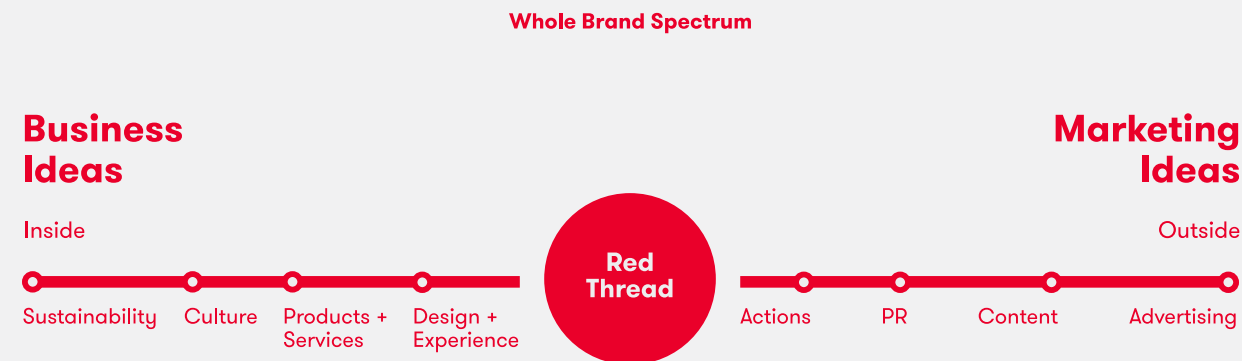 Whole Brand Spectrum
Business
Ideas
Marketing
Ideas
Inside
Outside
Red
Thread
Sustainability
Culture
Products +
Services
Design +
Experience
Actions
PR
Content
Advertising